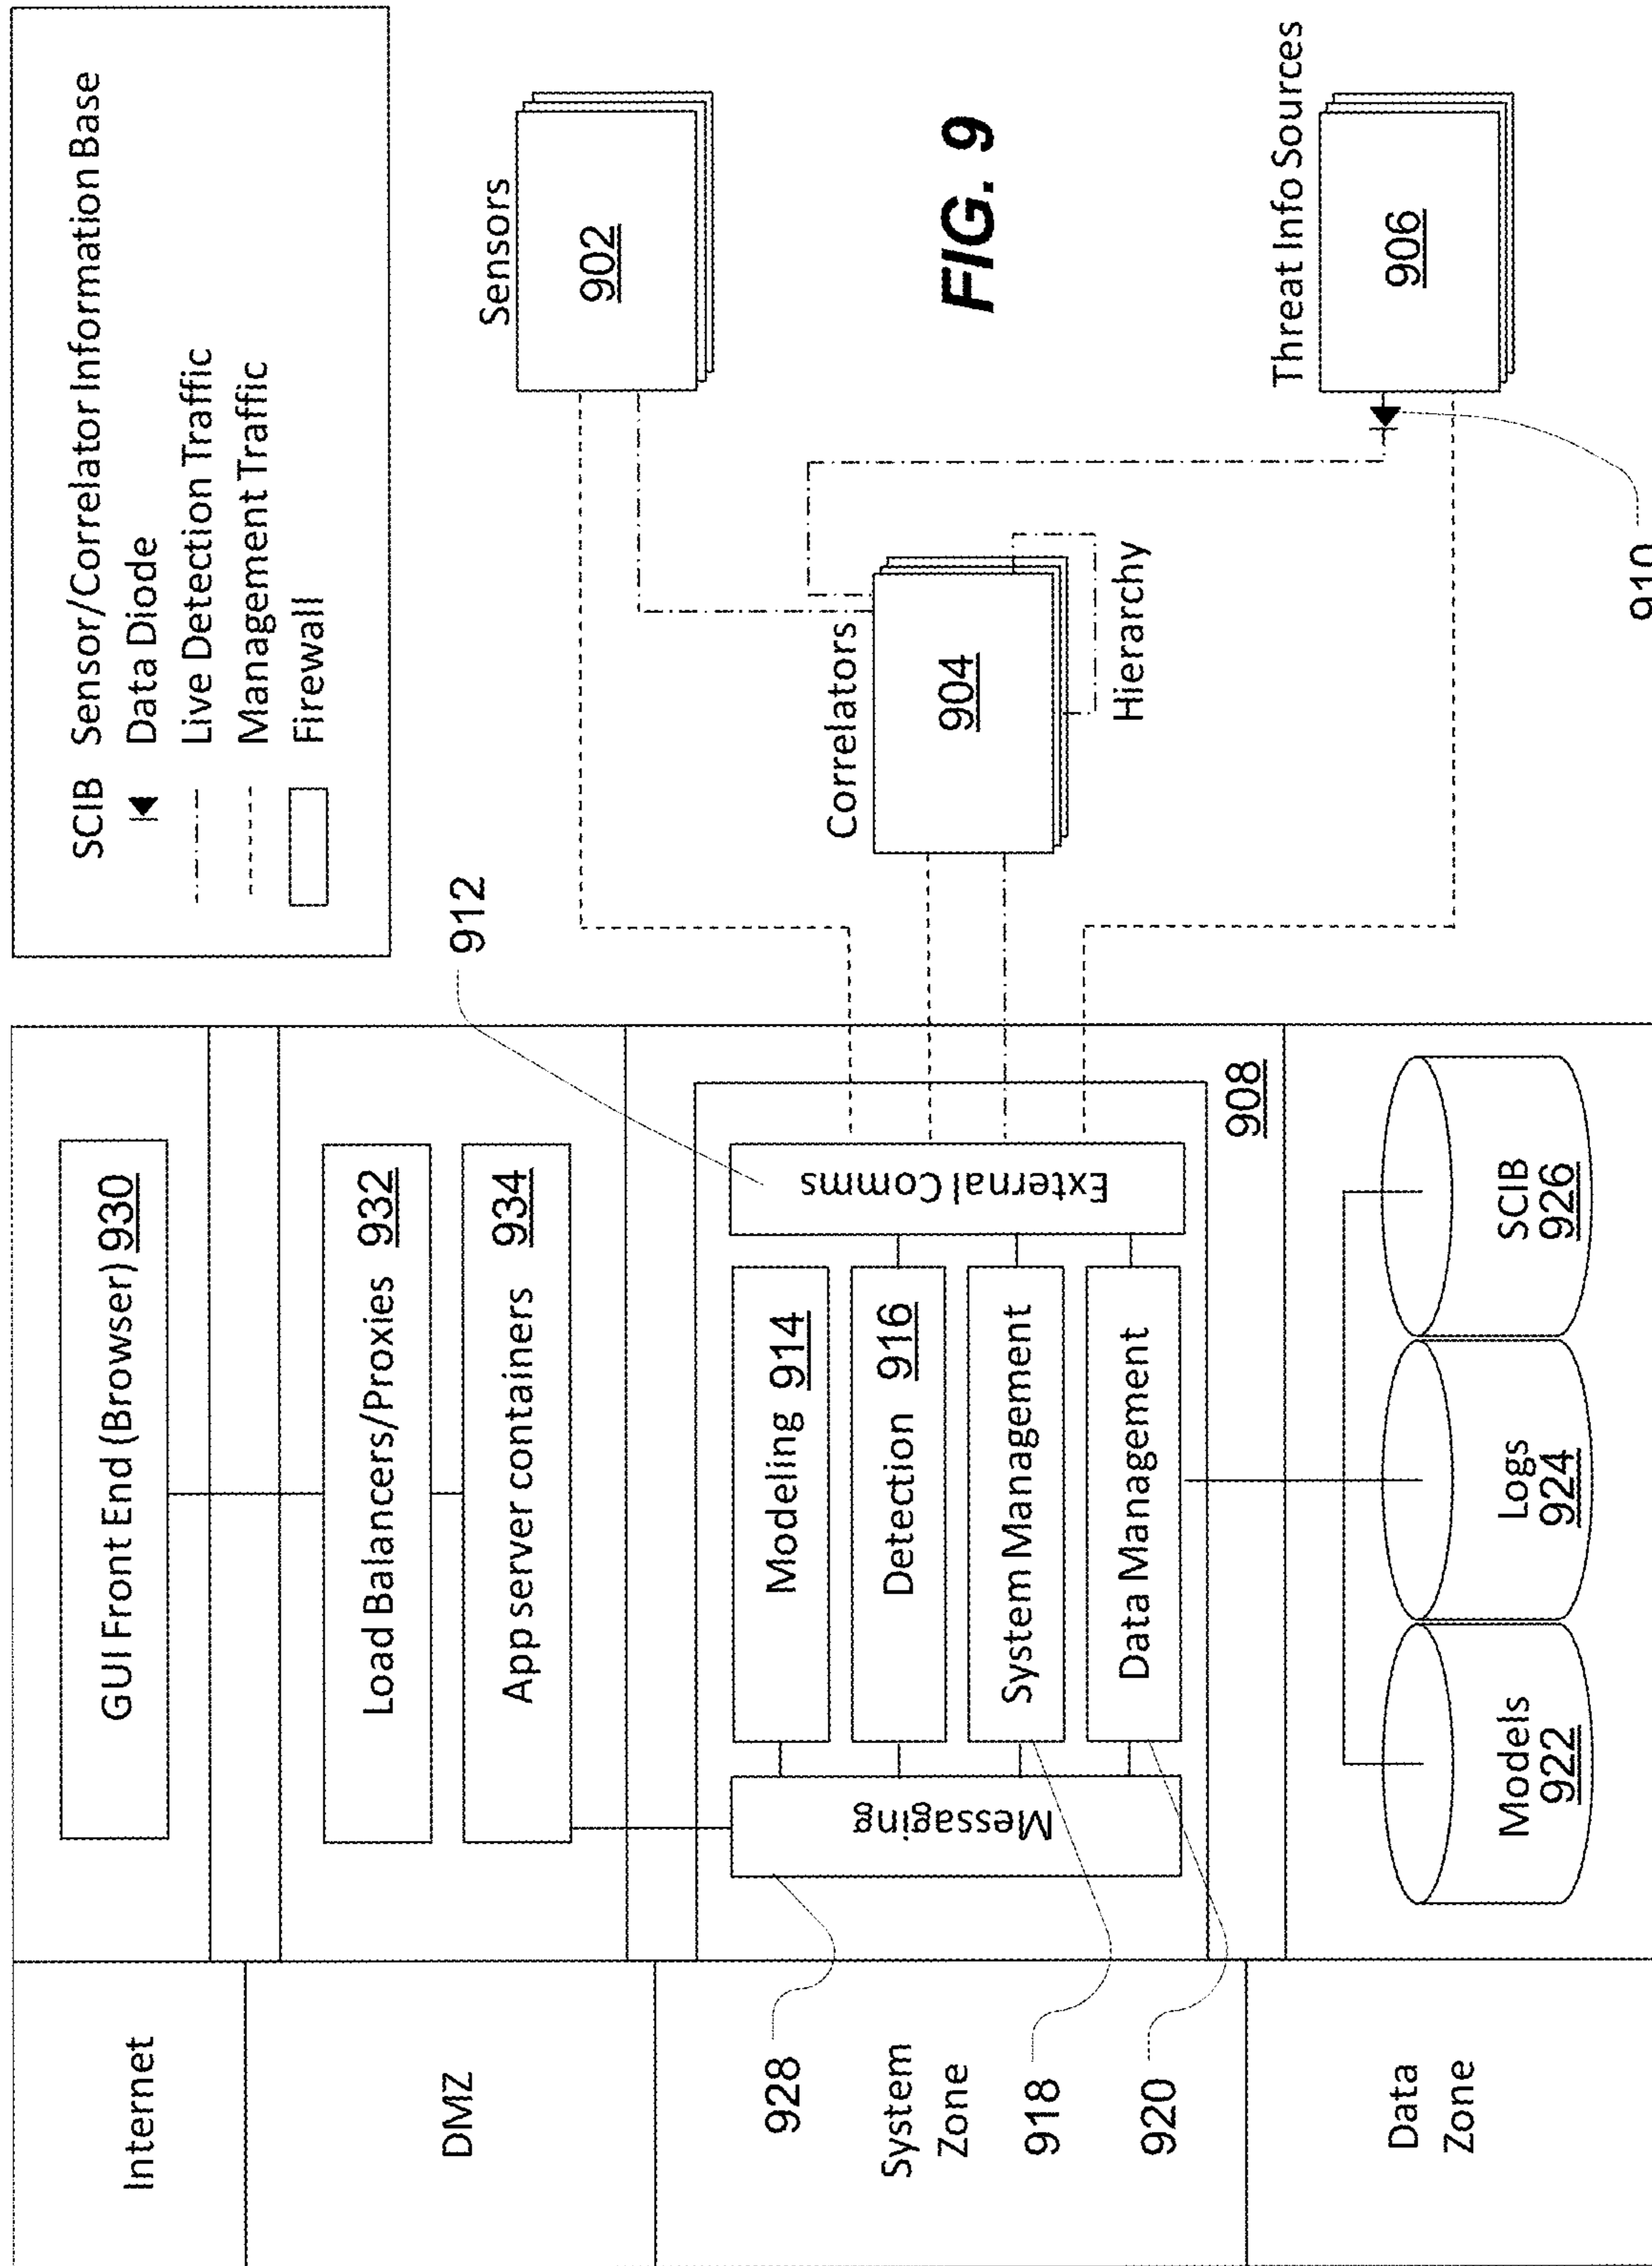 SCIB Sensor/Correlator Information Base
Data Diode
Live Detection Traffic
Management Traffic
Firewall
Internet
GUI Front End (Browser) 930
DMZ
Load Balancers/Proxies 932
App server containers 934
912
928
System
Zone
918
920
Messaging
Modeling 914
Detection 916
System Management
Data Management
External Comms
908
Data
Zone
Models
922
Logs
924
SCIB
926
Sensors
902
Correlators
904
Hierarchy
FIG. 9
Threat Info Sources
906
910